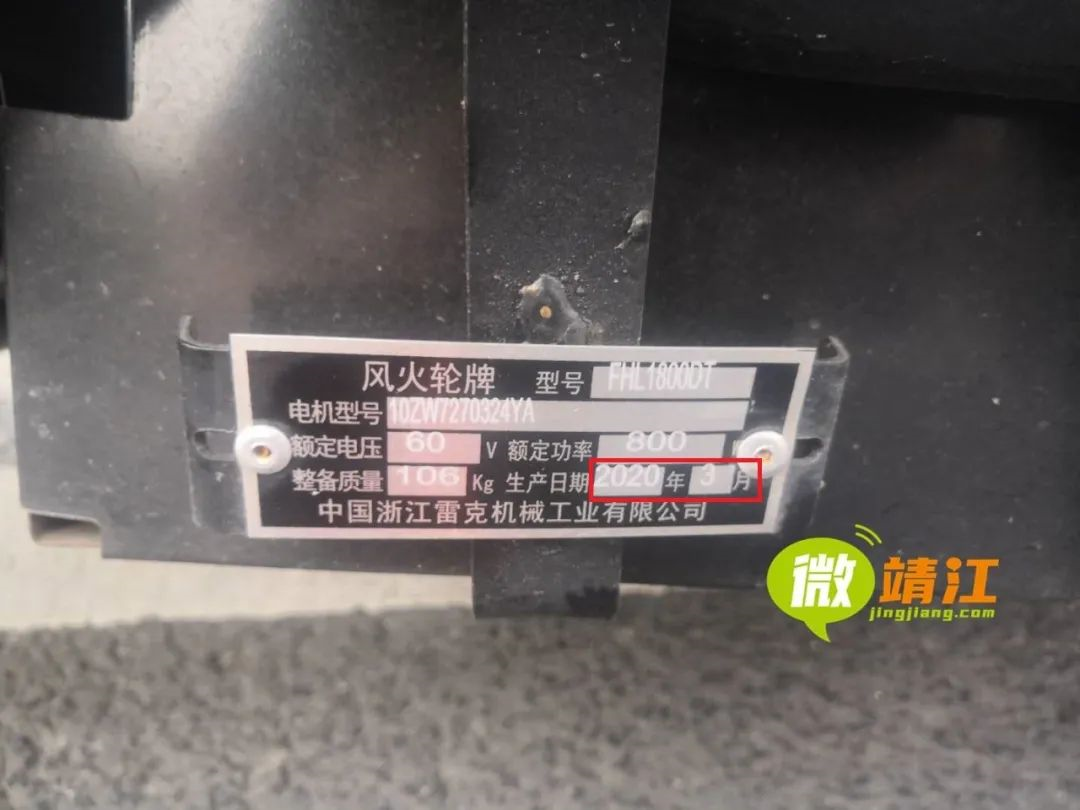 风火轮牌 型号 FHL1800DT
电机型号 10ZW7270324YA
额定电压 60 V 额定功率 800
整备质量 106 Kg 生产日期 2020 年 3 月
中国浙江雷克机械工业有限公司
微靖江
jingjiang.com